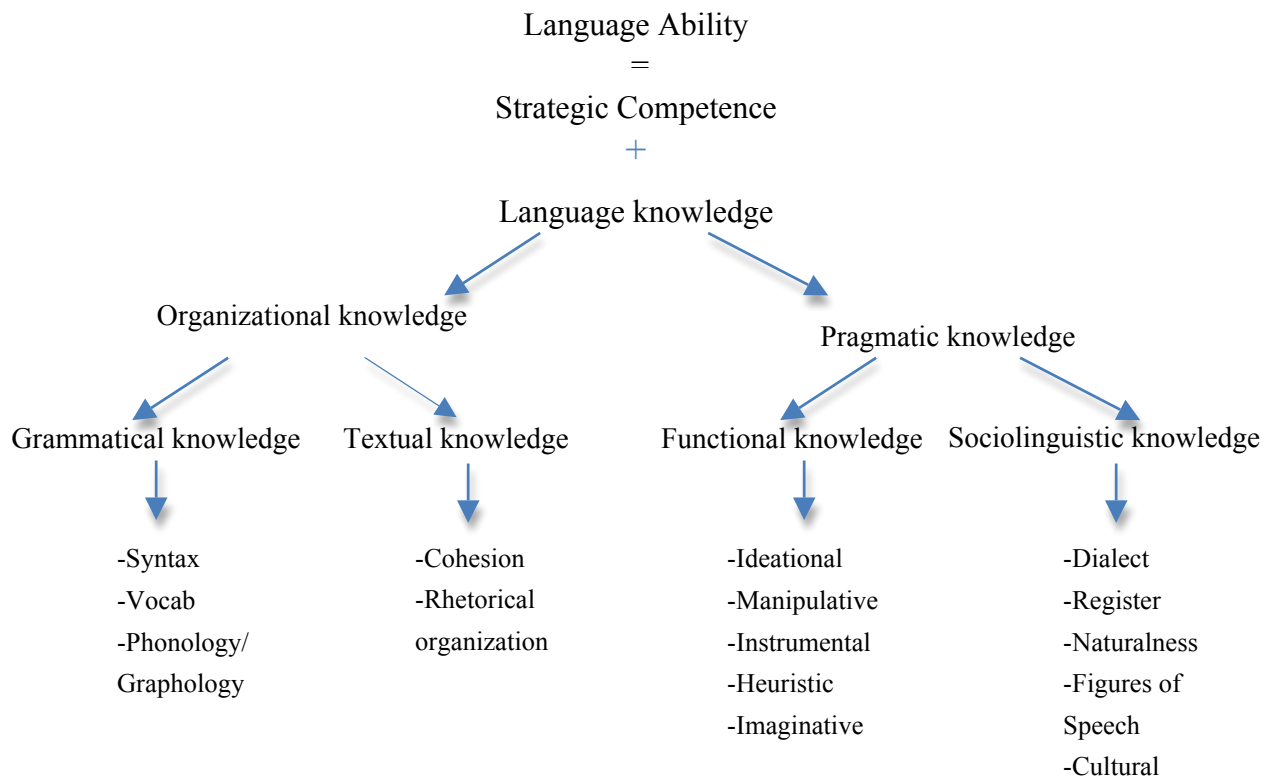 Language Ability
=
Strategic Competence
+
Language knowledge
Organizational knowledge
Pragmatic knowledge
Grammatical knowledge
Textual knowledge
Functional knowledge
Sociolinguistic knowledge
-Syntax
-Vocab
-Phonology/
Graphology
-Cohesion
-Rhetorical
organization
-Ideational
-Manipulative
-Instrumental
-Heuristic
-Imaginative
-Dialect
-Register
-Naturalness
-Figures of
Speech
-Cultural